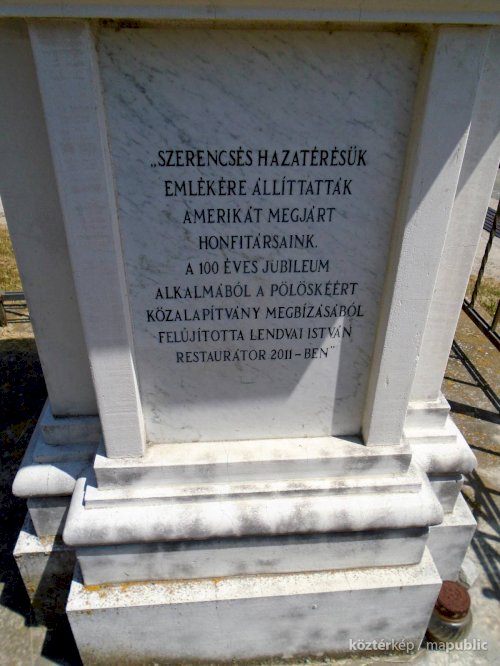 „SZERENCSÉS HAZATÉRÉSÜK
EMLÉKÉRE ÁLLÍTTATTÁK
AMERIKÁT MEGJÁRT
HONFITÁRSAINK.
A 100 ÉVES JUBILEUM
ALKALMÁBÓL A PÖLÖSKÉÉRT
KÖZALAPÍTVÁNY MEGBÍZÁSÁBÓL
FELÚJÍTOTTA LENDVAI ISTVÁN
RESTAURÁTOR 2011-BEN"
köztérkép / mapublic